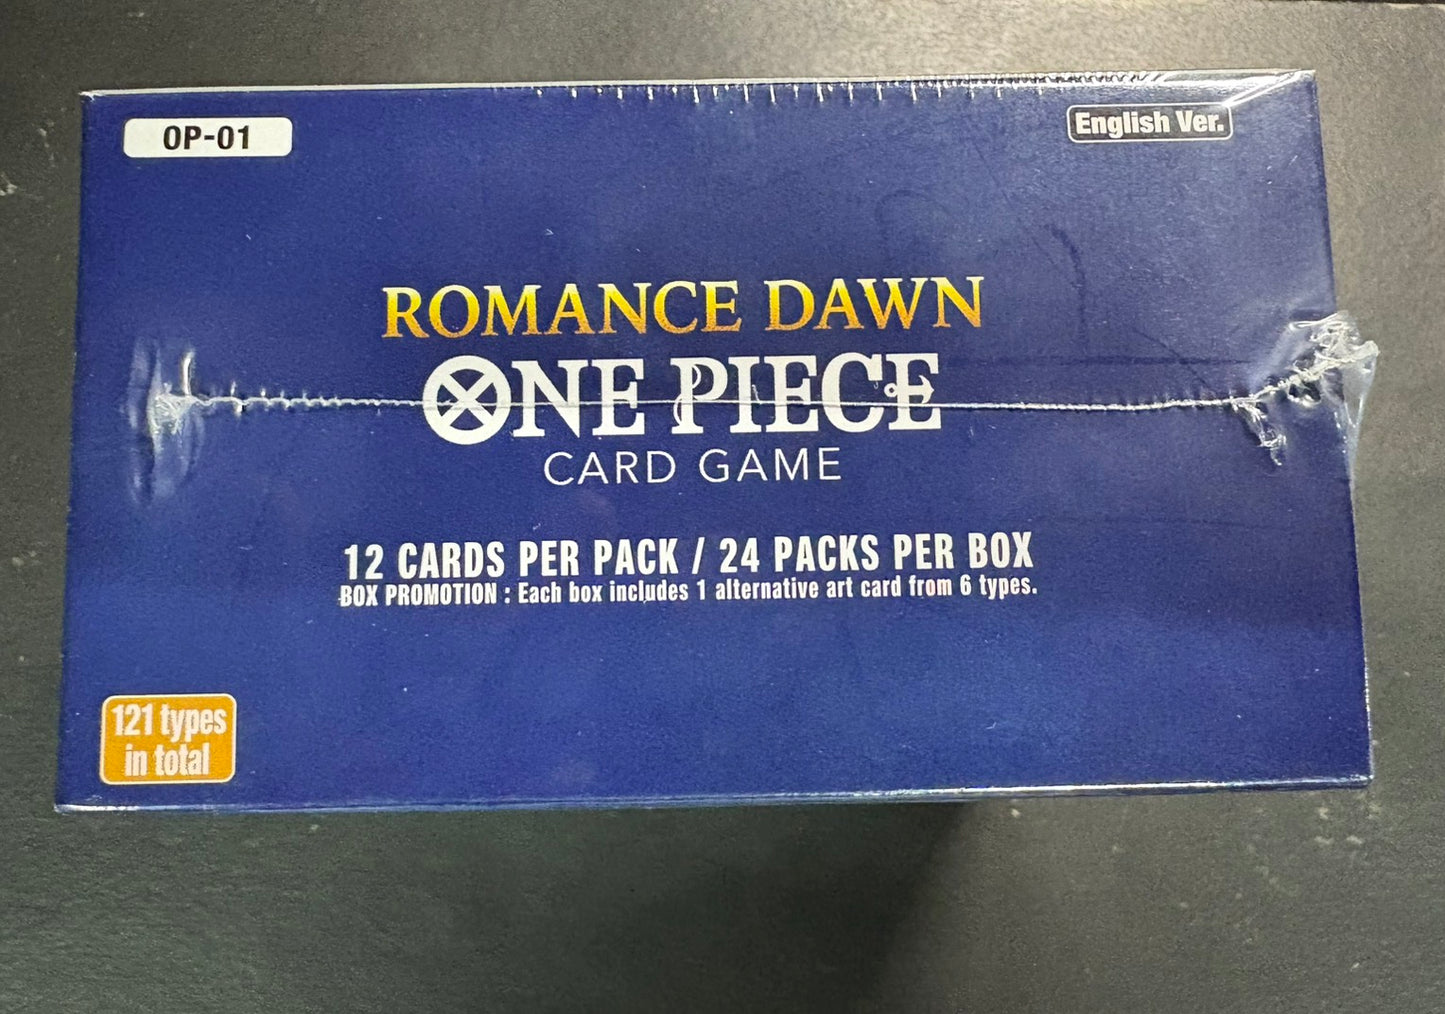 OP-01
English Ver.
ROMANCE DAWN
ONE PIECE
CARD GAME
12 CARDS PER PACK / 24 PACKS PER BOX
BOX PROMOTION : Each box includes 1 alternative art card from 6 types.
121 types
in total